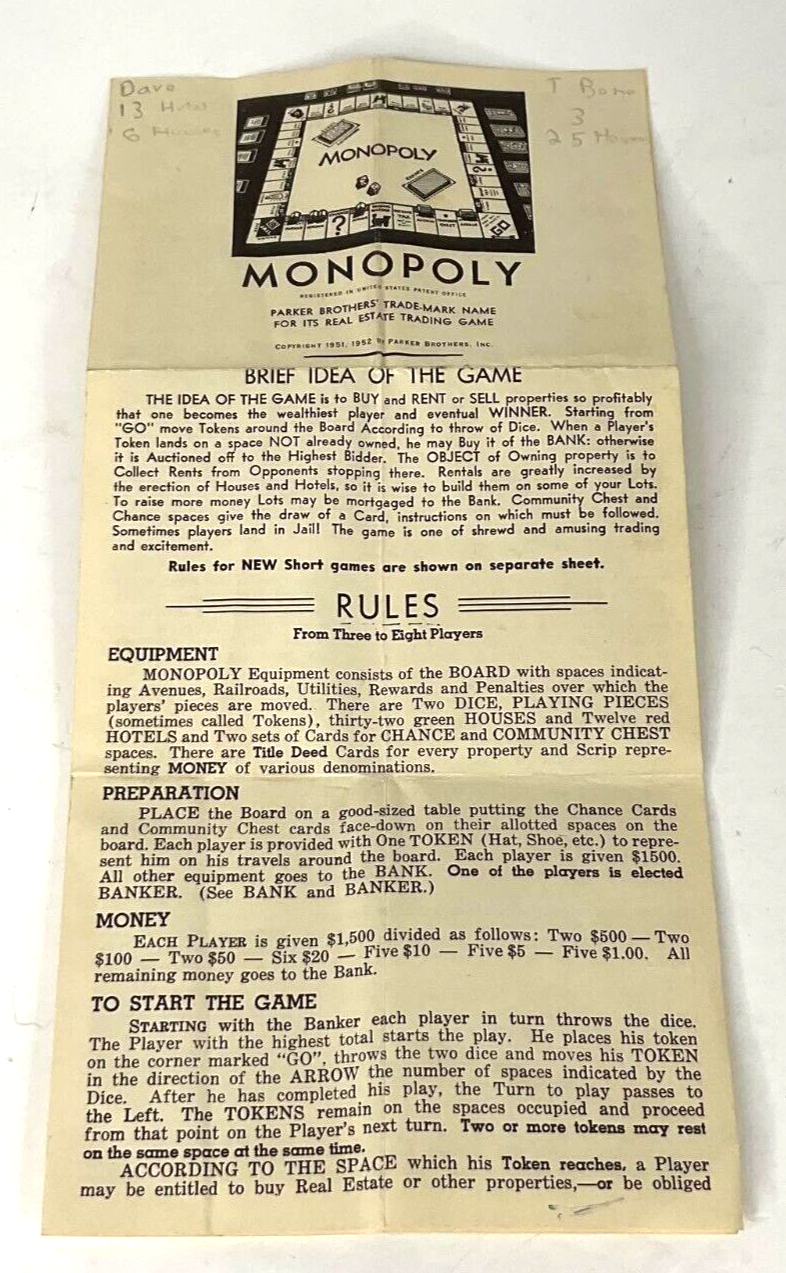 Dave
13
6
T
3
25
MONOPOLY
GO
MONOPOLY
REGISTERED IN UNITED STATES PATENT OFFICE
PARKER BROTHERS' TRADE-MARK NAME
FOR ITS REAL ESTATE TRADING GAME
COPYRIGHT 1951, 1952 BY PARKER BROTHERS, INC.
BRIEF IDEA OF THE GAME
THE IDEA OF THE GAME is to BUY and RENT or SELL properties so profitably
that one becomes the wealthiest player and eventual WINNER. Starting from
"GO" move Tokens around the Board According to throw of Dice. When a Player's
Token lands on a space NOT already owned, he may Buy it of the BANK: otherwise
it is Auctioned off to the Highest Bidder. The OBJECT of Owning property is to
Collect Rents from Opponents stopping there. Rentals are greatly increased by
the erection of Houses and Hotels, so it is wise to build them on some of your Lots.
To raise more money Lots may be mortgaged to the Bank. Community Chest and
Chance spaces give the draw of a Card, instructions on which must be followed.
Sometimes players land in Jail! The game is one of shrewd and amusing trading
and excitement.
Rules for NEW Short games are shown on separate sheet.
RULES
From Three to Eight Players
EQUIPMENT
MONOPOLY Equipment consists of the BOARD with spaces indicat-
ing Avenues, Railroads, Utilities, Rewards and Penalties over which the
players' pieces are moved. There are Two DICE, PLAYING PIECES
(sometimes called Tokens), thirty-two green HOUSES and Twelve red
HOTELS and Two sets of Cards for CHANCE and COMMUNITY CHEST
spaces. There are Title Deed Cards for every property and Scrip repre-
senting MONEY of various denominations.
PREPARATION
PLACE the Board on a good-sized table putting the Chance Cards
and Community Chest cards face-down on their allotted spaces on the
board. Each player is provided with One TOKEN (Hat, Shoe, etc.) to repre-
sent him on his travels around the board. Each player is given $1500.
All other equipment goes to the BANK. One of the players is elected
BANKER. (See BANK and BANKER.)
MONEY
EACH PLAYER is given $1,500 divided as follows: Two $500 — Two
$100 — Two $50 — Six $20 — Five $10 — Five $5 — Five $1.00. All
remaining money goes to the Bank.
TO START THE GAME
STARTING with the Banker each player in turn throws the dice.
The Player with the highest total starts the play. He places his token
on the corner marked "GO", throws the two dice and moves his TOKEN
in the direction of the ARROW the number of spaces indicated by the
Dice. After he has completed his play, the Turn to play passes to
the Left. The TOKENS remain on the spaces occupied and proceed
from that point on the Player's next turn. Two or more tokens may rest
on the same space at the same time.
ACCORDING TO THE SPACE which his Token reaches, a Player
may be entitled to buy Real Estate or other properties,—or be obliged